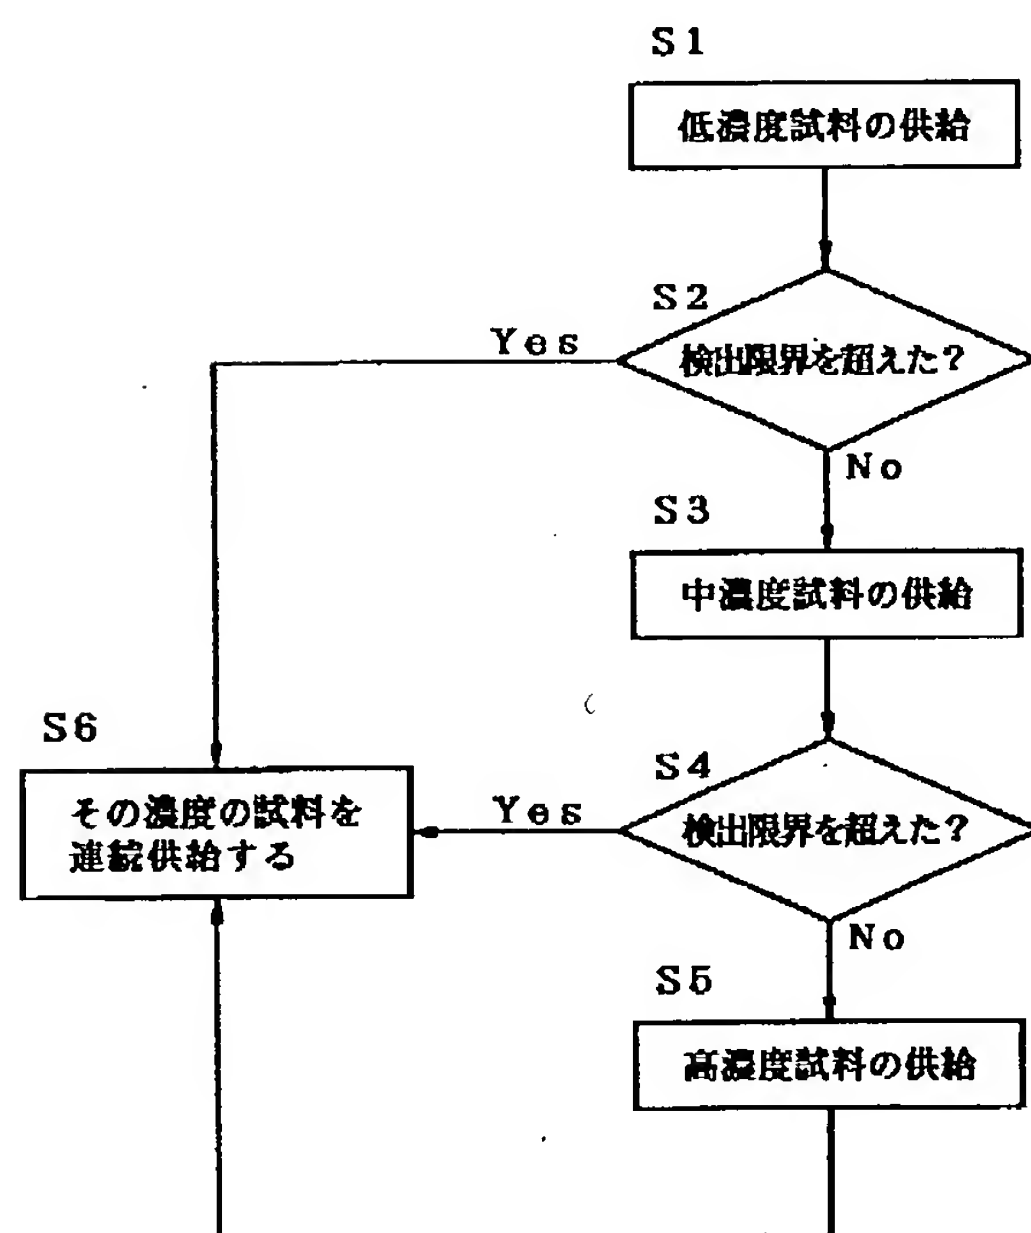 S1
低濃度試料の供給
S2
Yes
検出限界を超えた?
No
S3
中濃度試料の供給
S6
その濃度の試料を
連続供給する
S4
Yes
検出限界を超えた?
No
S5
高濃度試料の供給